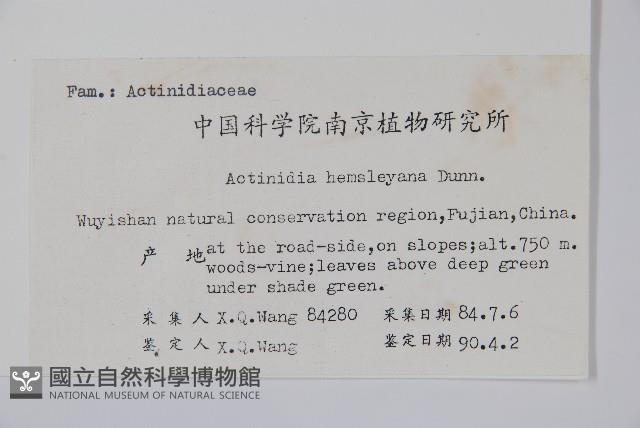 Fam.: Actinidiaceae
中国科学院南京植物研究所
Actinidia hemsleyana Dunn.
Wuyishan natural conservation region,Fujian,China.
产 地 at the road-side,on slopes;alt.750 m.
woods-vine;leaves above deep green
under shade green.
采 集 人 X.Q.Wang 84280 采集日期 84.7.6
鉴 定 人 X.Q.Wang 鉴定日期 90.4.2
國立自然科學博物館
NATIONAL MUSEUM OF NATURAL SCIENCE